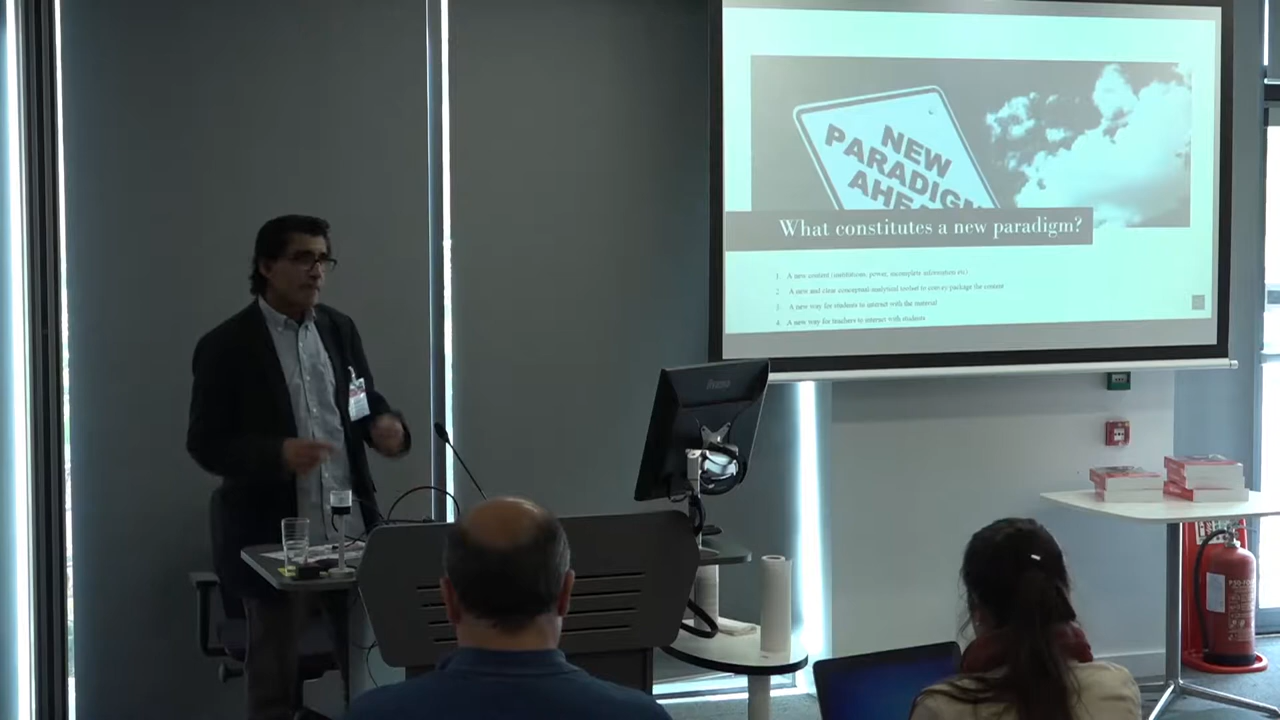 NEW
PARADIGM
AHEA
What constitutes a new paradigm?
1. A new content (institutions, power, incomplete information etc)
2. A new and clear conceptual-analytical toolset to convey/package the content
3. A new way for students to interact with the material
4. A new way for teachers to interact with students
iiyama